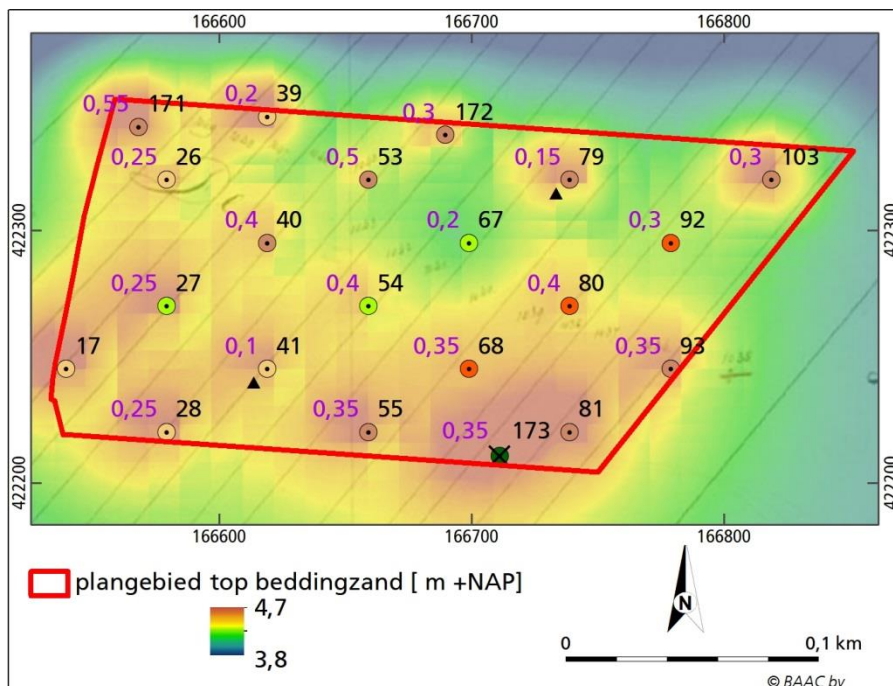 166600 166700 166800
0,55 171 0,2 39 0,3 172
0,25 26 0,5 53 0,15 79 0,3 103
422300 422300
0,4 40 0,2 67 0,3 92
0,25 27 0,4 54 0,4 80
17 0,1 41 0,35 68 0,35 93
0,25 28 0,35 55 0,35 173 81
422200 422200
166600 166700 166800
plangebied top beddingzand [ m +NAP]
4,7
3,8
N
0 0,1 km
© BAAC bv